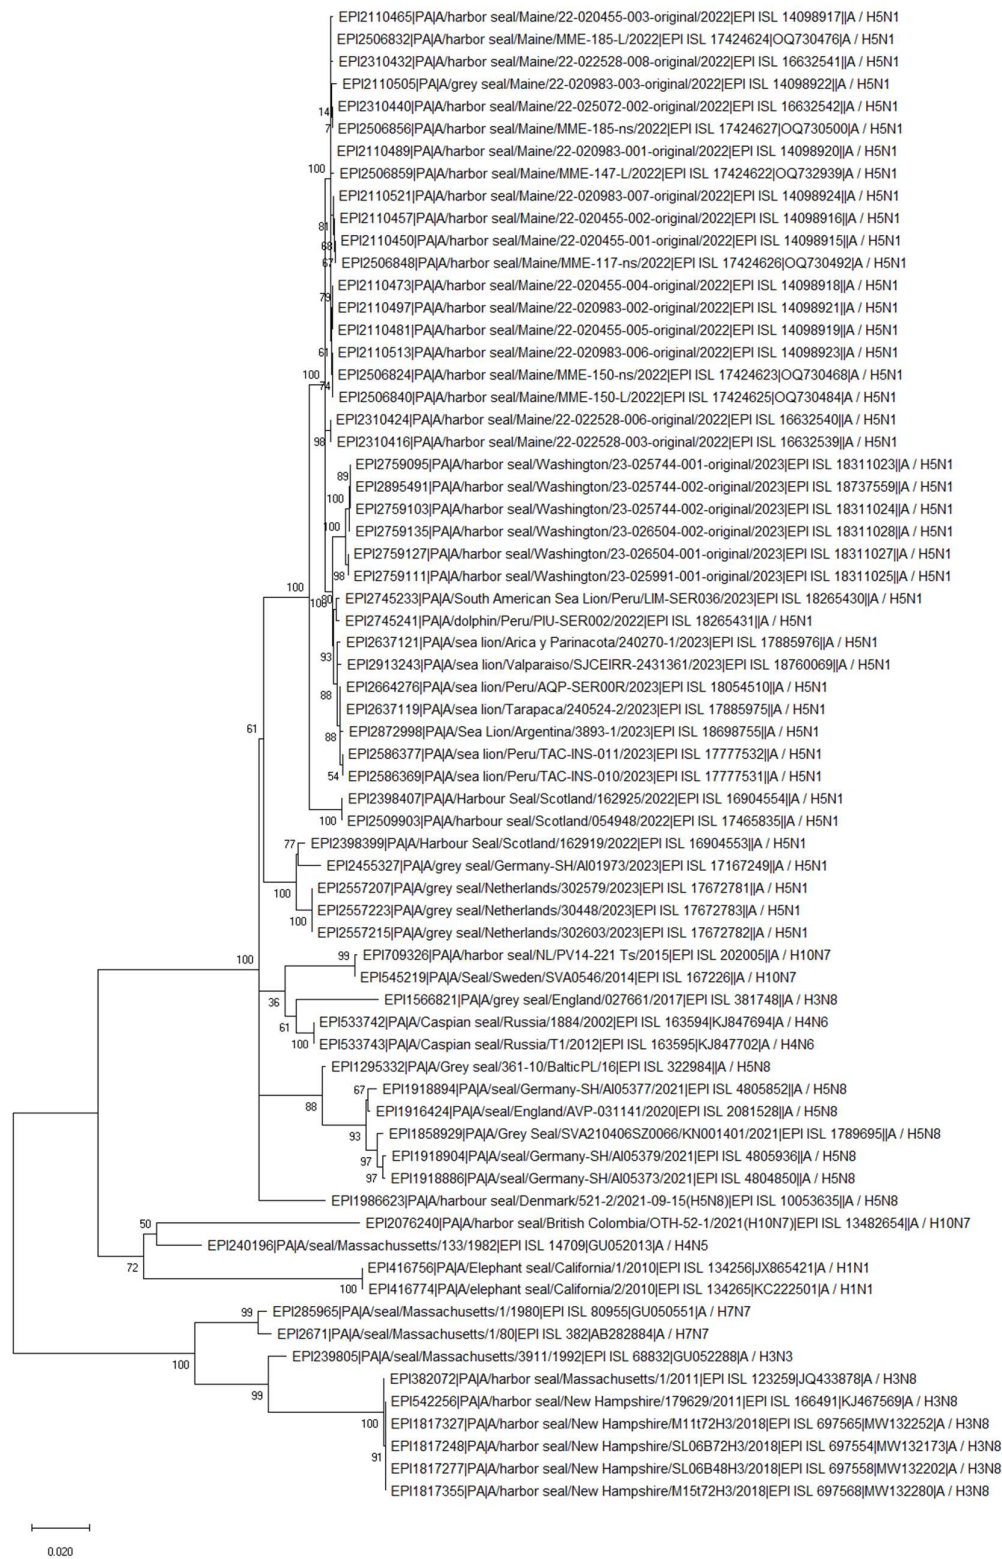 EPI2110465|PA|A/harbor seal/Maine/22-020455-003-original/2022|EPI ISL 14098917||A / H5N1
EPI2506832|PA|A/harbor seal/Maine/MME-185-L/2022|EPI ISL 17424624|OQ730476|A / H5N1
EPI2310432|PA|A/harbor seal/Maine/22-022528-008-original/2022|EPI ISL 16632541||A / H5N1
EPI2110505|PA|A/grey seal/Maine/22-020983-003-original/2022|EPI ISL 14098922||A / H5N1
14 EPI2310440|PA|A/harbor seal/Maine/22-025072-002-original/2022|EPI ISL 16632542||A / H5N1
7 EPI2506856|PA|A/harbor seal/Maine/MME-185-ns/2022|EPI ISL 17424627|OQ730500|A / H5N1
EPI2110489|PA|A/harbor seal/Maine/22-020983-001-original/2022|EPI ISL 14098920||A / H5N1
100 EPI2506859|PA|A/harbor seal/Maine/MME-147-L/2022|EPI ISL 17424622|OQ732939|A / H5N1
EPI2110521|PA|A/harbor seal/Maine/22-020983-007-original/2022|EPI ISL 14098924||A / H5N1
81 EPI2110457|PA|A/harbor seal/Maine/22-020455-002-original/2022|EPI ISL 14098916||A / H5N1
68 EPI2110450|PA|A/harbor seal/Maine/22-020455-001-original/2022|EPI ISL 14098915||A / H5N1
67 EPI2506848|PA|A/harbor seal/Maine/MME-117-ns/2022|EPI ISL 17424626|OQ730492|A / H5N1
EPI2110473|PA|A/harbor seal/Maine/22-020455-004-original/2022|EPI ISL 14098918||A / H5N1
79 EPI2110497|PA|A/harbor seal/Maine/22-020983-002-original/2022|EPI ISL 14098921||A / H5N1
EPI2110481|PA|A/harbor seal/Maine/22-020455-005-original/2022|EPI ISL 14098919||A / H5N1
61 EPI2110513|PA|A/harbor seal/Maine/22-020983-006-original/2022|EPI ISL 14098923||A / H5N1
100 EPI2506824|PA|A/harbor seal/Maine/MME-150-ns/2022|EPI ISL 17424623|OQ730468|A / H5N1
74 EPI2506840|PA|A/harbor seal/Maine/MME-150-L/2022|EPI ISL 17424625|OQ730484|A / H5N1
EPI2310424|PA|A/harbor seal/Maine/22-022528-006-original/2022|EPI ISL 16632540||A / H5N1
98 EPI2310416|PA|A/harbor seal/Maine/22-022528-003-original/2022|EPI ISL 16632539||A / H5N1
EPI2759095|PA|A/harbor seal/Washington/23-025744-001-original/2023|EPI ISL 18311023||A / H5N1
89 EPI2895491|PA|A/harbor seal/Washington/23-025744-002-original/2023|EPI ISL 18737559||A / H5N1
100 EPI2759103|PA|A/harbor seal/Washington/23-025744-002-original/2023|EPI ISL 18311024||A / H5N1
100 EPI2759135|PA|A/harbor seal/Washington/23-026504-002-original/2023|EPI ISL 18311028||A / H5N1
EPI2759127|PA|A/harbor seal/Washington/23-026504-001-original/2023|EPI ISL 18311027||A / H5N1
98 EPI2759111|PA|A/harbor seal/Washington/23-025991-001-original/2023|EPI ISL 18311025||A / H5N1
100 80 EPI2745233|PA|A/South American Sea Lion/Peru/LIM-SER036/2023|EPI ISL 18265430||A / H5N1
EPI2745241|PA|A/dolphin/Peru/PIU-SER002/2022|EPI ISL 18265431||A / H5N1
EPI2637121|PA|A/sea lion/Arica y Parinacota/240270-1/2023|EPI ISL 17885976||A / H5N1
93 EPI2913243|PA|A/sea lion/Valparaiso/SJCEIRR-2431361/2023|EPI ISL 18760069||A / H5N1
88 EPI2664276|PA|A/sea lion/Peru/AQP-SER00R/2023|EPI ISL 18054510||A / H5N1
EPI2637119|PA|A/sea lion/Tarapaca/240524-2/2023|EPI ISL 17885975||A / H5N1
61 88 EPI2872998|PA|A/Sea Lion/Argentina/3893-1/2023|EPI ISL 18698755||A / H5N1
EPI2586377|PA|A/sea lion/Peru/TAC-INS-011/2023|EPI ISL 17777532||A / H5N1
54 EPI2586369|PA|A/sea lion/Peru/TAC-INS-010/2023|EPI ISL 17777531||A / H5N1
EPI2398407|PA|A/Harbour Seal/Scotland/162925/2022|EPI ISL 16904554||A / H5N1
100 EPI2509903|PA|A/harbour seal/Scotland/054948/2022|EPI ISL 17465835||A / H5N1
77 EPI2398399|PA|A/Harbour Seal/Scotland/162919/2022|EPI ISL 16904553||A / H5N1
EPI2455327|PA|A/grey seal/Germany-SH/AI01973/2023|EPI ISL 17167249||A / H5N1
100 EPI2557207|PA|A/grey seal/Netherlands/302579/2023|EPI ISL 17672781||A / H5N1
EPI2557223|PA|A/grey seal/Netherlands/30448/2023|EPI ISL 17672783||A / H5N1
100 EPI2557215|PA|A/grey seal/Netherlands/302603/2023|EPI ISL 17672782||A / H5N1
100 99 EPI709326|PA|A/harbor seal/NL/PV14-221 Ts/2015|EPI ISL 202005||A / H10N7
EPI545219|PA|A/Seal/Sweden/SVA0546/2014|EPI ISL 167226||A / H10N7
36 EPI1566821|PA|A/grey seal/England/027661/2017|EPI ISL 381748||A / H3N8
61 EPI533742|PA|A/Caspian seal/Russia/1884/2002|EPI ISL 163594|KJ847694|A / H4N6
100 EPI533743|PA|A/Caspian seal/Russia/T1/2012|EPI ISL 163595|KJ847702|A / H4N6
EPI1295332|PA|A/Grey seal/361-10/BalticPL/16|EPI ISL 322984||A / H5N8
67 EPI1918894|PA|A/seal/Germany-SH/AI05377/2021|EPI ISL 4805852||A / H5N8
88 EPI1916424|PA|A/seal/England/AVP-031141/2020|EPI ISL 2081528||A / H5N8
93 EPI1858929|PA|A/Grey Seal/SVA210406SZ0066/KN001401/2021|EPI ISL 1789695||A / H5N8
97 EPI1918904|PA|A/seal/Germany-SH/AI05379/2021|EPI ISL 4805936||A / H5N8
97 EPI1918886|PA|A/seal/Germany-SH/AI05373/2021|EPI ISL 4804850||A / H5N8
EPI1986623|PA|A/harbour seal/Denmark/521-2/2021-09-15(H5N8)|EPI ISL 10053635||A / H5N8
50 EPI2076240|PA|A/harbor seal/British Colombia/OTH-52-1/2021(H10N7)|EPI ISL 13482654||A / H10N7
EPI240196|PA|A/seal/Massachussetts/133/1982|EPI ISL 14709|GU052013|A / H4N5
72 EPI416756|PA|A/Elephant seal/California/1/2010|EPI ISL 134256|JX865421|A / H1N1
100 EPI416774|PA|A/elephant seal/California/2/2010|EPI ISL 134265|KC222501|A / H1N1
99 EPI285965|PA|A/seal/Massachusetts/1/1980|EPI ISL 80955|GU050551|A / H7N7
EPI2671|PA|A/seal/Massachusetts/1/80|EPI ISL 382|AB282884|A / H7N7
100 EPI239805|PA|A/seal/Massachusetts/3911/1992|EPI ISL 68832|GU052288|A / H3N3
99 EPI382072|PA|A/harbor seal/Massachusetts/1/2011|EPI ISL 123259|JQ433878|A / H3N8
EPI542256|PA|A/harbor seal/New Hampshire/179629/2011|EPI ISL 166491|KJ467569|A / H3N8
100 EPI1817327|PA|A/harbor seal/New Hampshire/M11t72H3/2018|EPI ISL 697565|MW132252|A / H3N8
EPI1817248|PA|A/harbor seal/New Hampshire/SL06B72H3/2018|EPI ISL 697554|MW132173|A / H3N8
91 EPI1817277|PA|A/harbor seal/New Hampshire/SL06B48H3/2018|EPI ISL 697558|MW132202|A / H3N8
EPI1817355|PA|A/harbor seal/New Hampshire/M15t72H3/2018|EPI ISL 697568|MW132280|A / H3N8
0.020